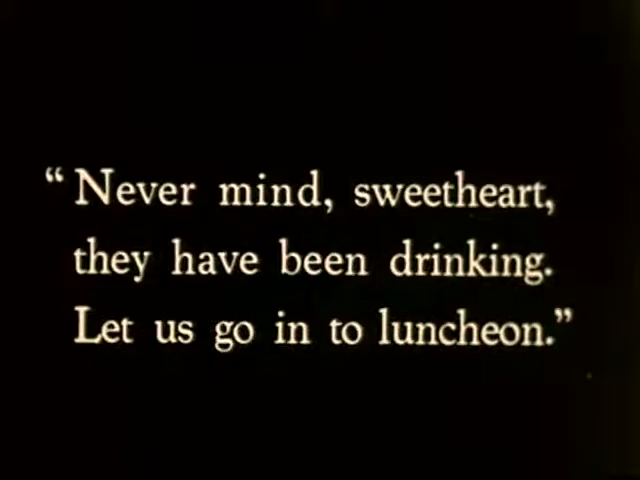 “Never mind, sweetheart,
they have been drinking.
Let us go in to luncheon.”